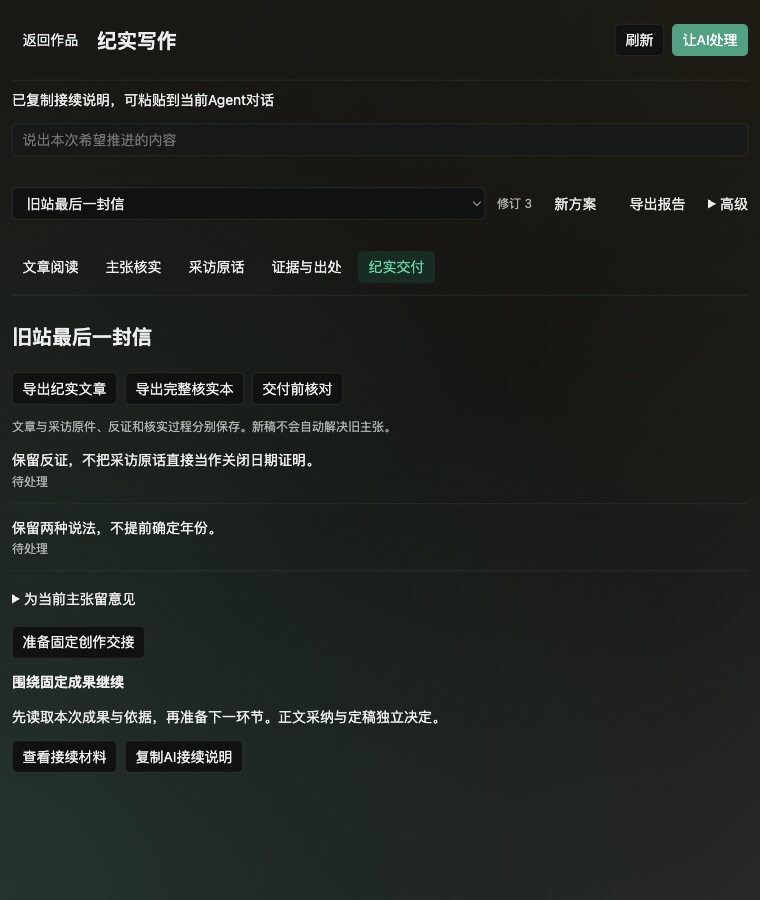 返回作品 纪实写作 刷新 让AI处理
已复制接续说明，可粘贴到当前Agent对话
说出本次希望推进的内容
旧站最后一封信 修订 3 新方案 导出报告 ▶ 高级
文章阅读 主张核实 采访原话 证据与出处 纪实交付
旧站最后一封信
导出纪实文章 导出完整核实本 交付前核对
文章与采访原件、反证和核实过程分别保存。新稿不会自动解决旧主张。
保留反证，不把采访原话直接当作关闭日期证明。
待处理
保留两种说法，不提前确定年份。
待处理
▶ 为当前主张留意见
准备固定创作交接
围绕固定成果继续
先读取本次成果与依据，再准备下一环节。正文采纳与定稿独立决定。
查看接续材料 复制AI接续说明